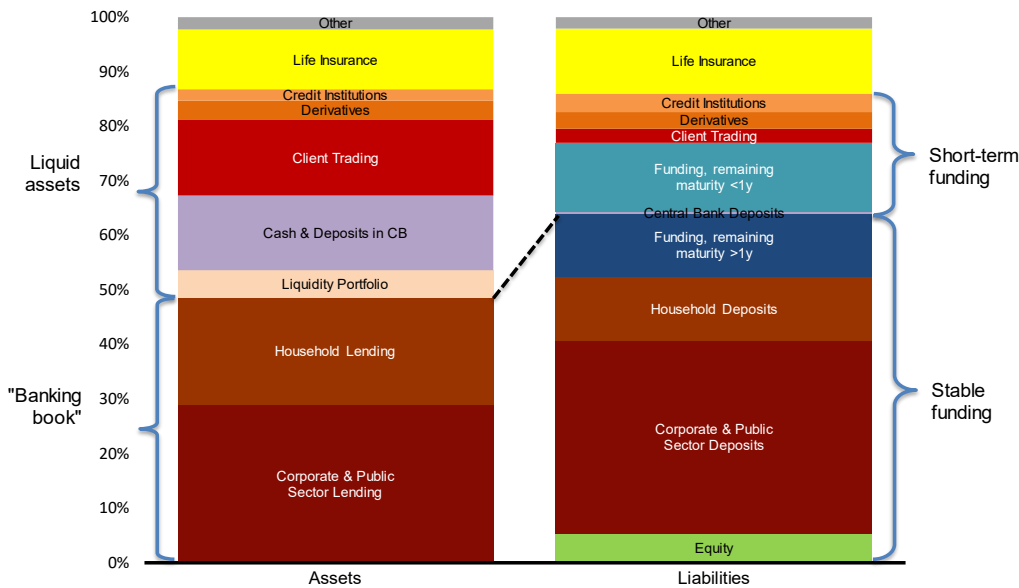 100%
90%
80%
70%
60%
50%
40%
30%
20%
10%
0%
Liquid
assets
"Banking
book"
Other
Life Insurance
Credit Institutions
Derivatives
Client Trading
Cash & Deposits in CB
Liquidity Portfolio
Household Lending
Corporate & Public
Sector Lending
Assets
Other
Life Insurance
Credit Institutions
Derivatives
Client Trading
Funding, remaining
maturity <1y
Central Bank Deposits
Funding, remaining
maturity >1y
Household Deposits
Corporate & Public
Sector Deposits
Equity
Liabilities
Short-term
funding
Stable
funding